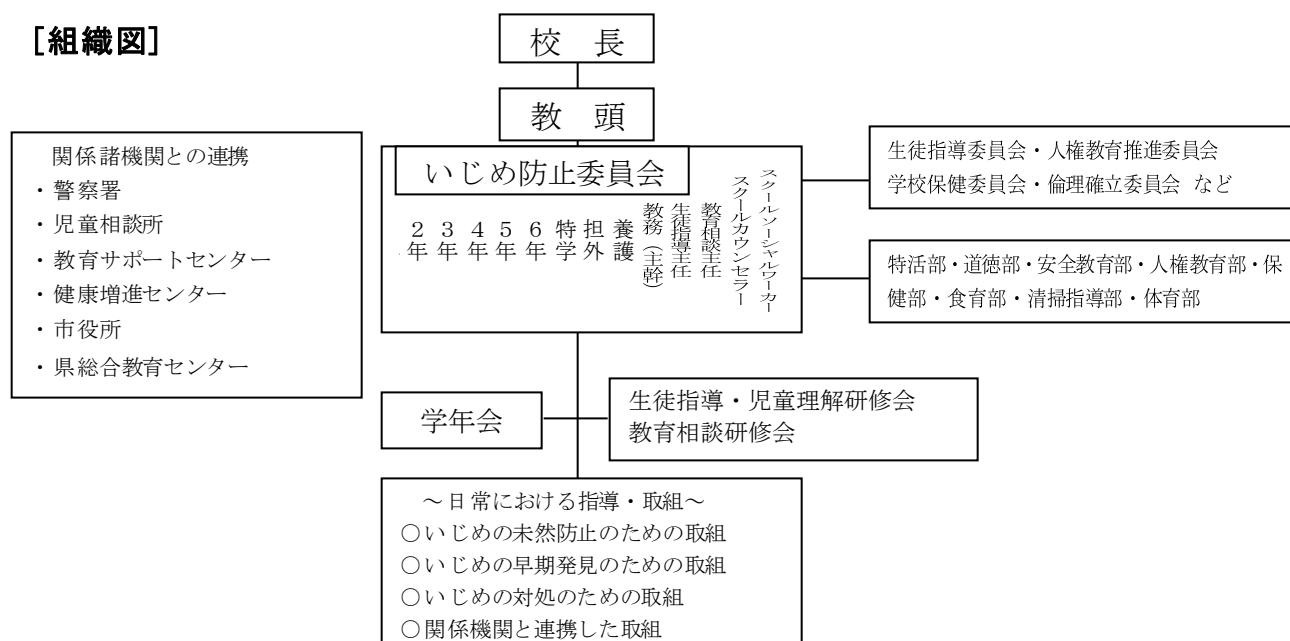 [組織図]
校　長
教　頭
関係諸機関との連携
・警察署
・児童相談所
・教育サポートセンター
・健康増進センター
・市役所
・県総合教育センター
いじめ防止委員会
２年
３年
４年
５年
６年
特学
担外
養護
教務（主幹）
生徒指導主任
教育相談主任
スクールカウンセラー
スクールソーシャルワーカー
生徒指導委員会・人権教育推進委員会
学校保健委員会・倫理確立委員会 など
特活部・道徳部・安全教育部・人権教育部・保
健部・食育部・清掃指導部・体育部
学年会
生徒指導・児童理解研修会
教育相談研修会
～日常における指導・取組～
○いじめの未然防止のための取組
○いじめの早期発見のための取組
○いじめの対処のための取組
○関係機関と連携した取組